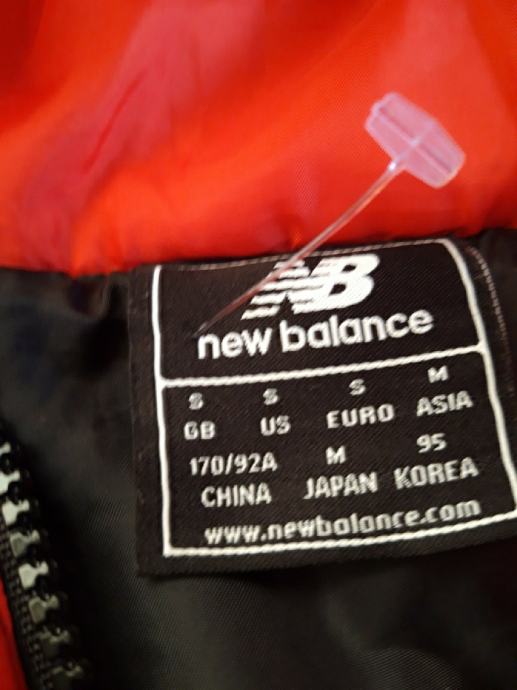 NB
new balance
S S S M
GB US EURO ASIA
170/92A M 95
CHINA JAPAN KOREA
www.newbalance.com